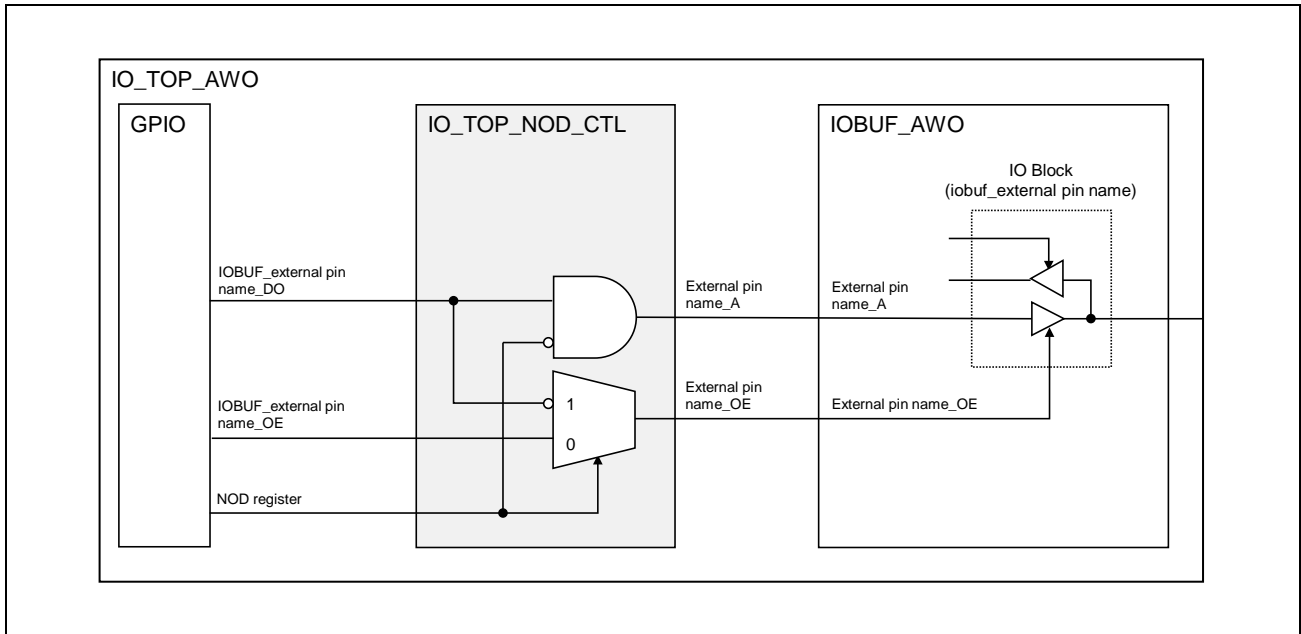 IO_TOP_AWO
GPIO
IO_TOP_NOD_CTL
IOBUF_AWO
IO Block
(iobuf_external pin name)
IOBUF_external pin
name_DO
External pin
name_A
External pin
name_A
IOBUF_external pin
name_OE
1
0
External pin
name_OE
External pin name_OE
NOD register